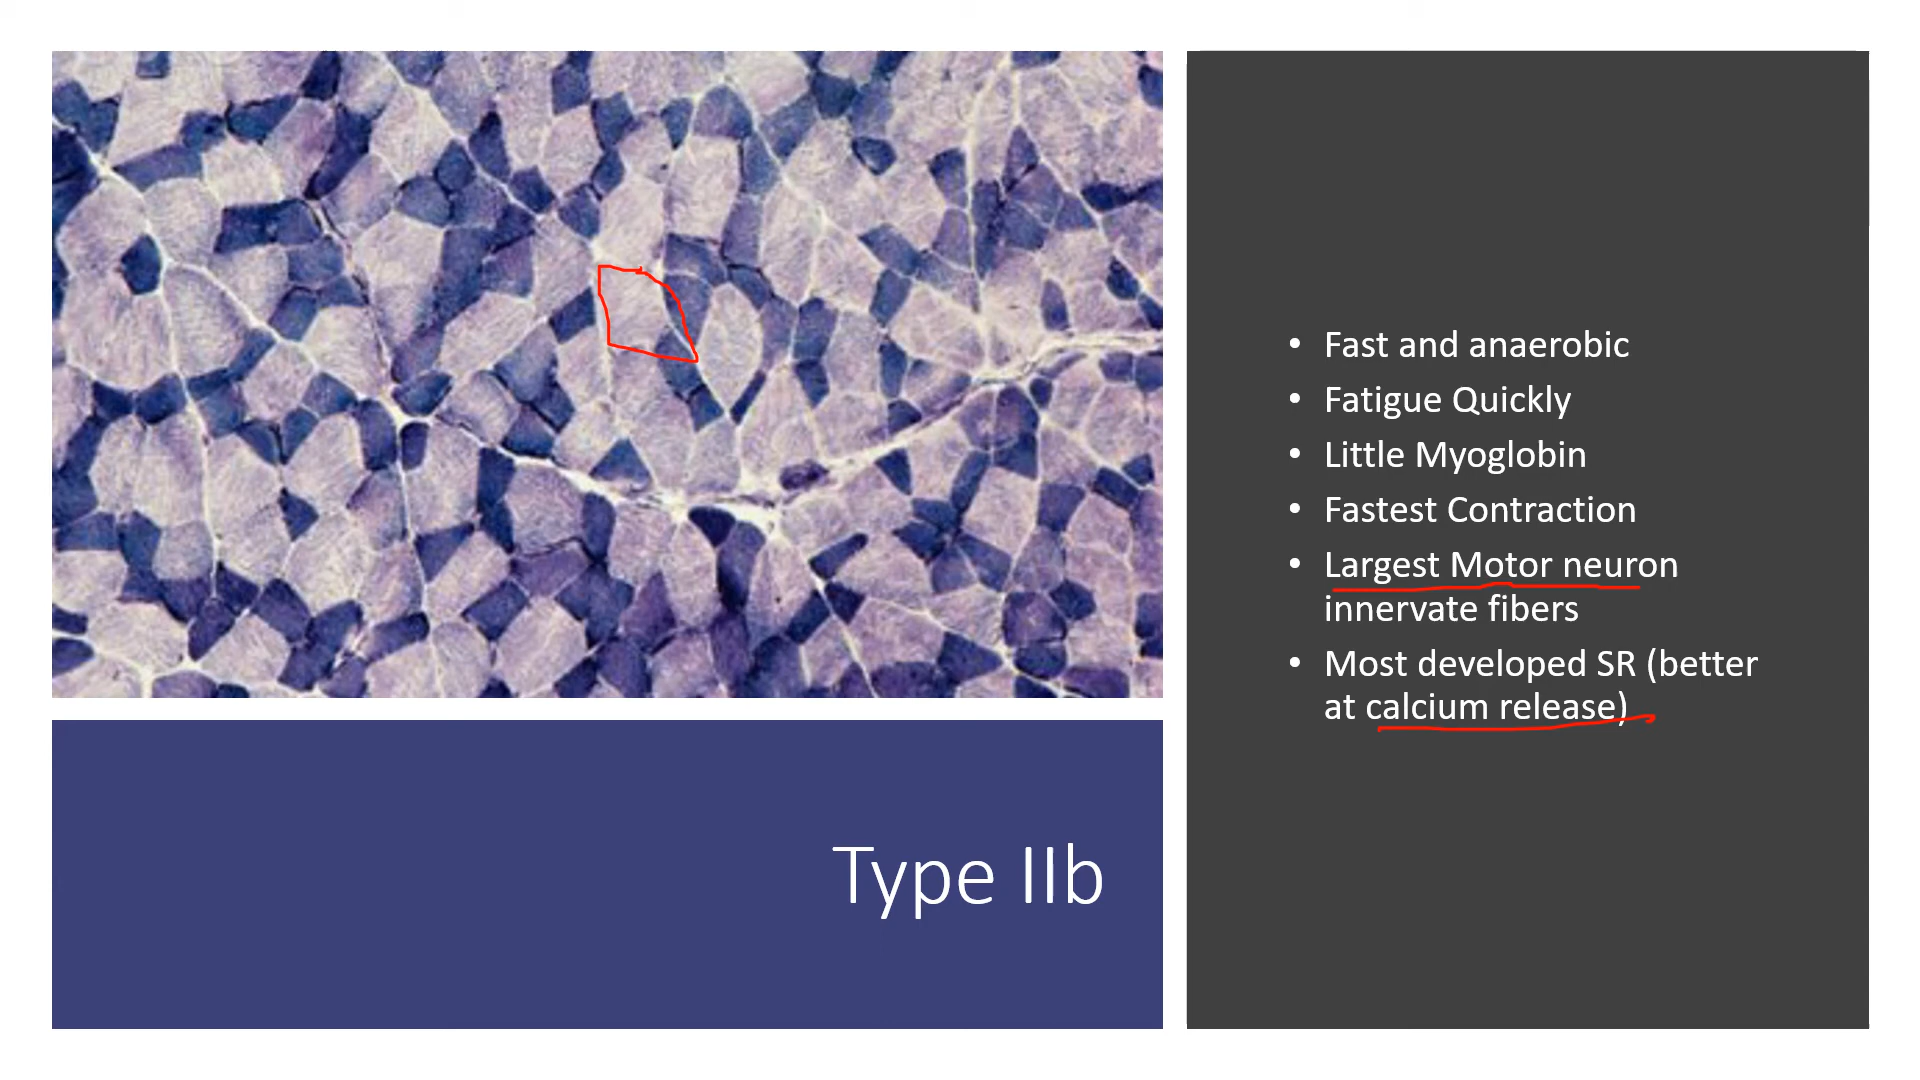 Type IIb
• Fast and anaerobic
• Fatigue Quickly
• Little Myoglobin
• Fastest Contraction
• Largest Motor neuron
innervate fibers
• Most developed SR (better
at calcium release)